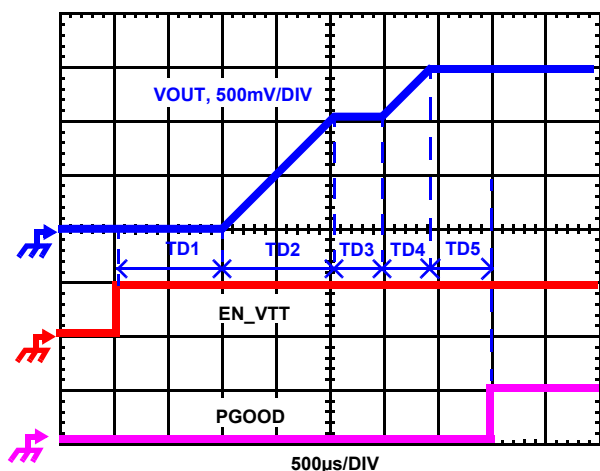 VOUT, 500mV/DIV
TD1 TD2 TD3 TD4 TD5
EN_VTT
PGOOD
500µs/DIV